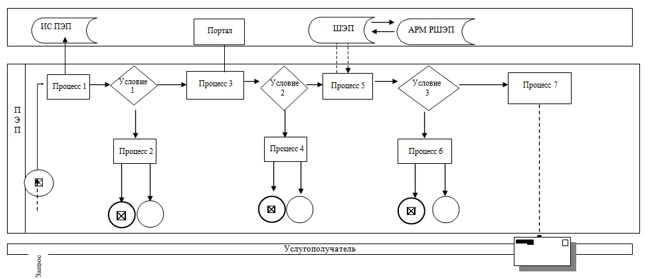 ИС ПЭП
Портал
ШЭП
АРМ РШЭП
ПЭП
Процесс 1
Условие
1
Процесс 3
Условие
2
Процесс 5
Условие
3
Процесс 7
Процесс 2
Процесс 4
Процесс 6
Услугополучатель
Запрос